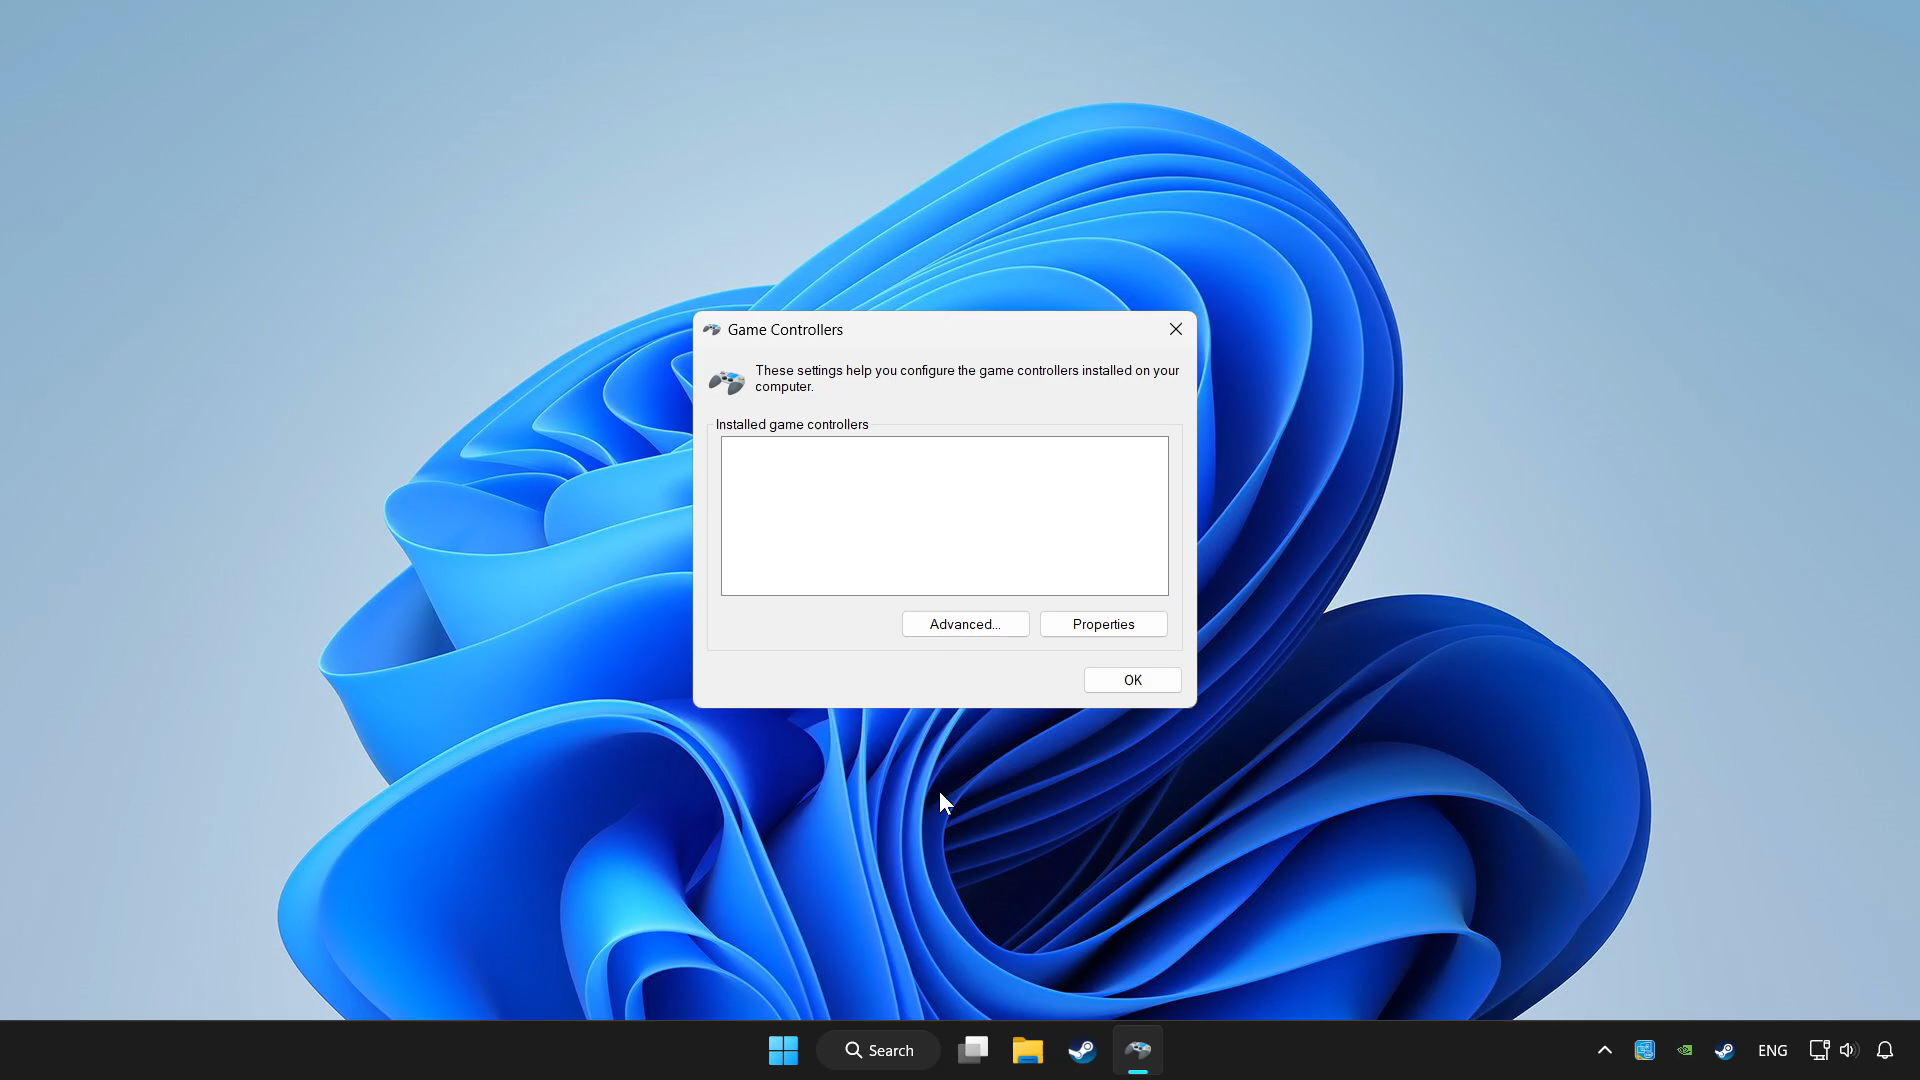 Game Controllers
These settings help you configure the game controllers installed on your
computer.
Installed game controllers
Advanced...
Properties
OK
Search
ENG